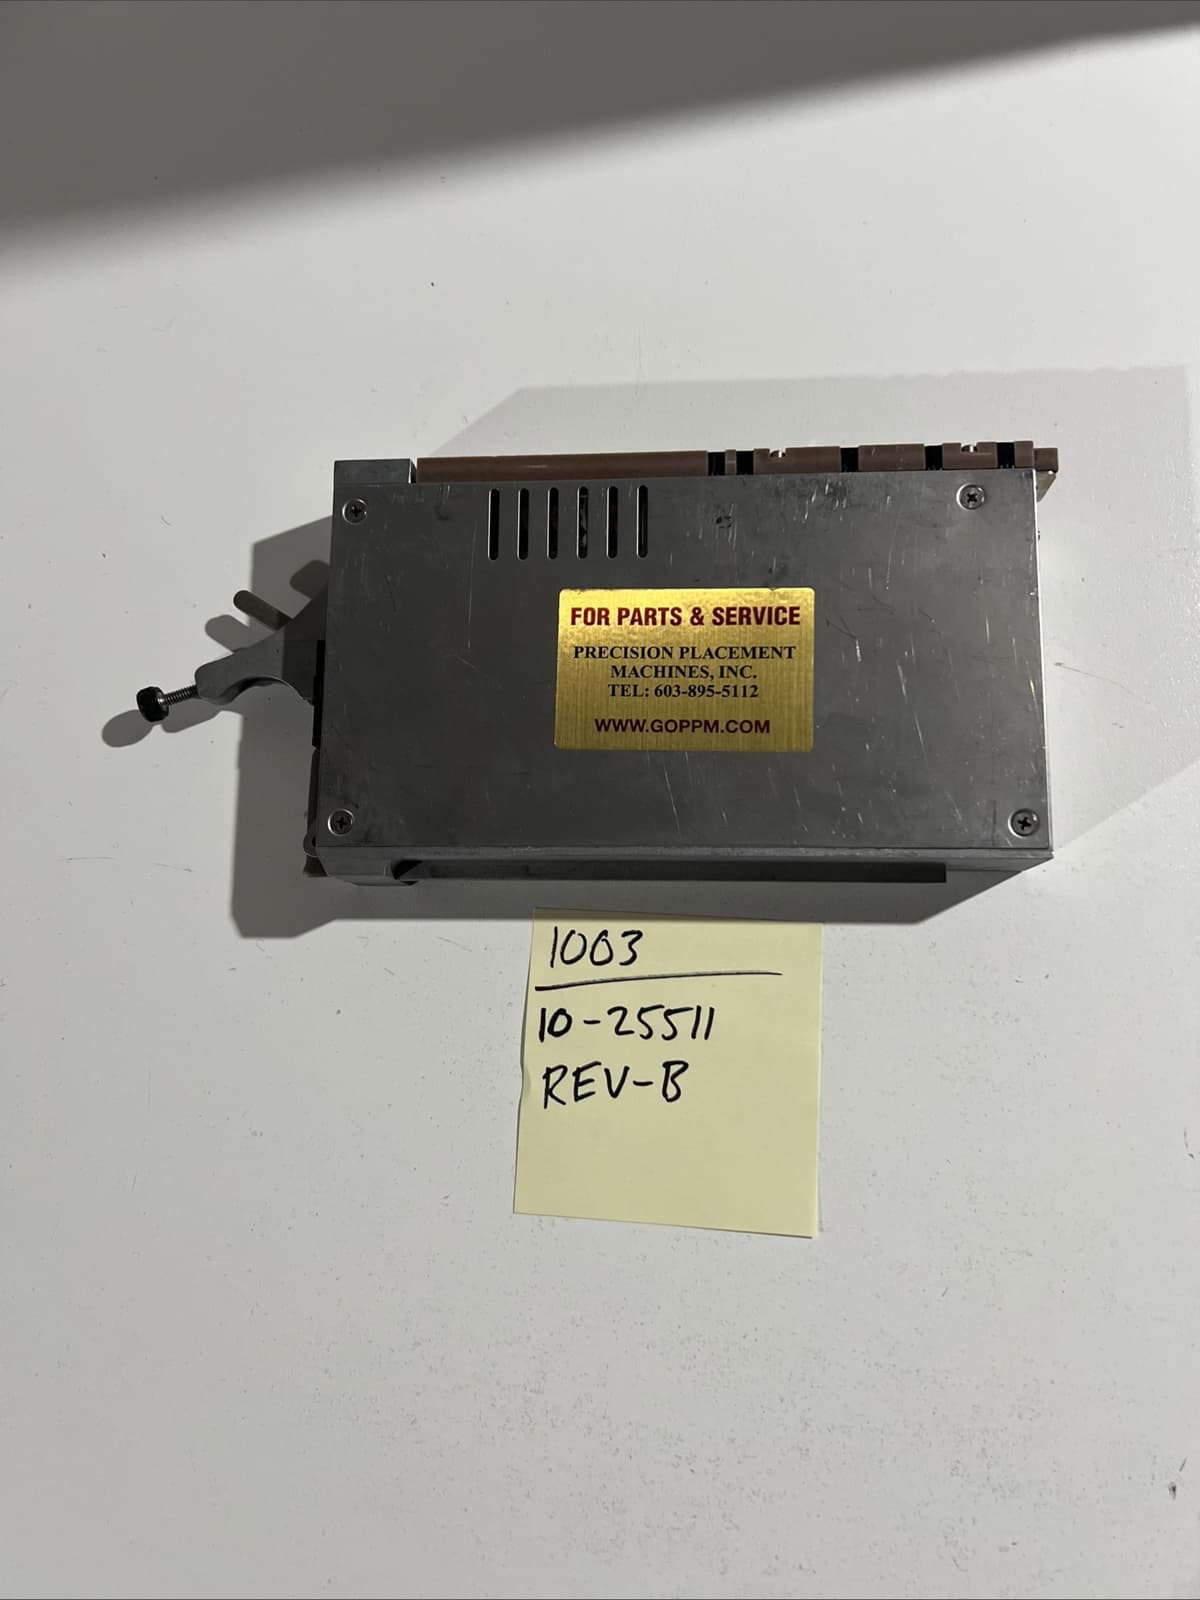 FOR PARTS & SERVICE
PRECISION PLACEMENT
MACHINES, INC.
TEL: 603-895-5112
WWW.GOPPM.COM
1003
10-25511
REV-B